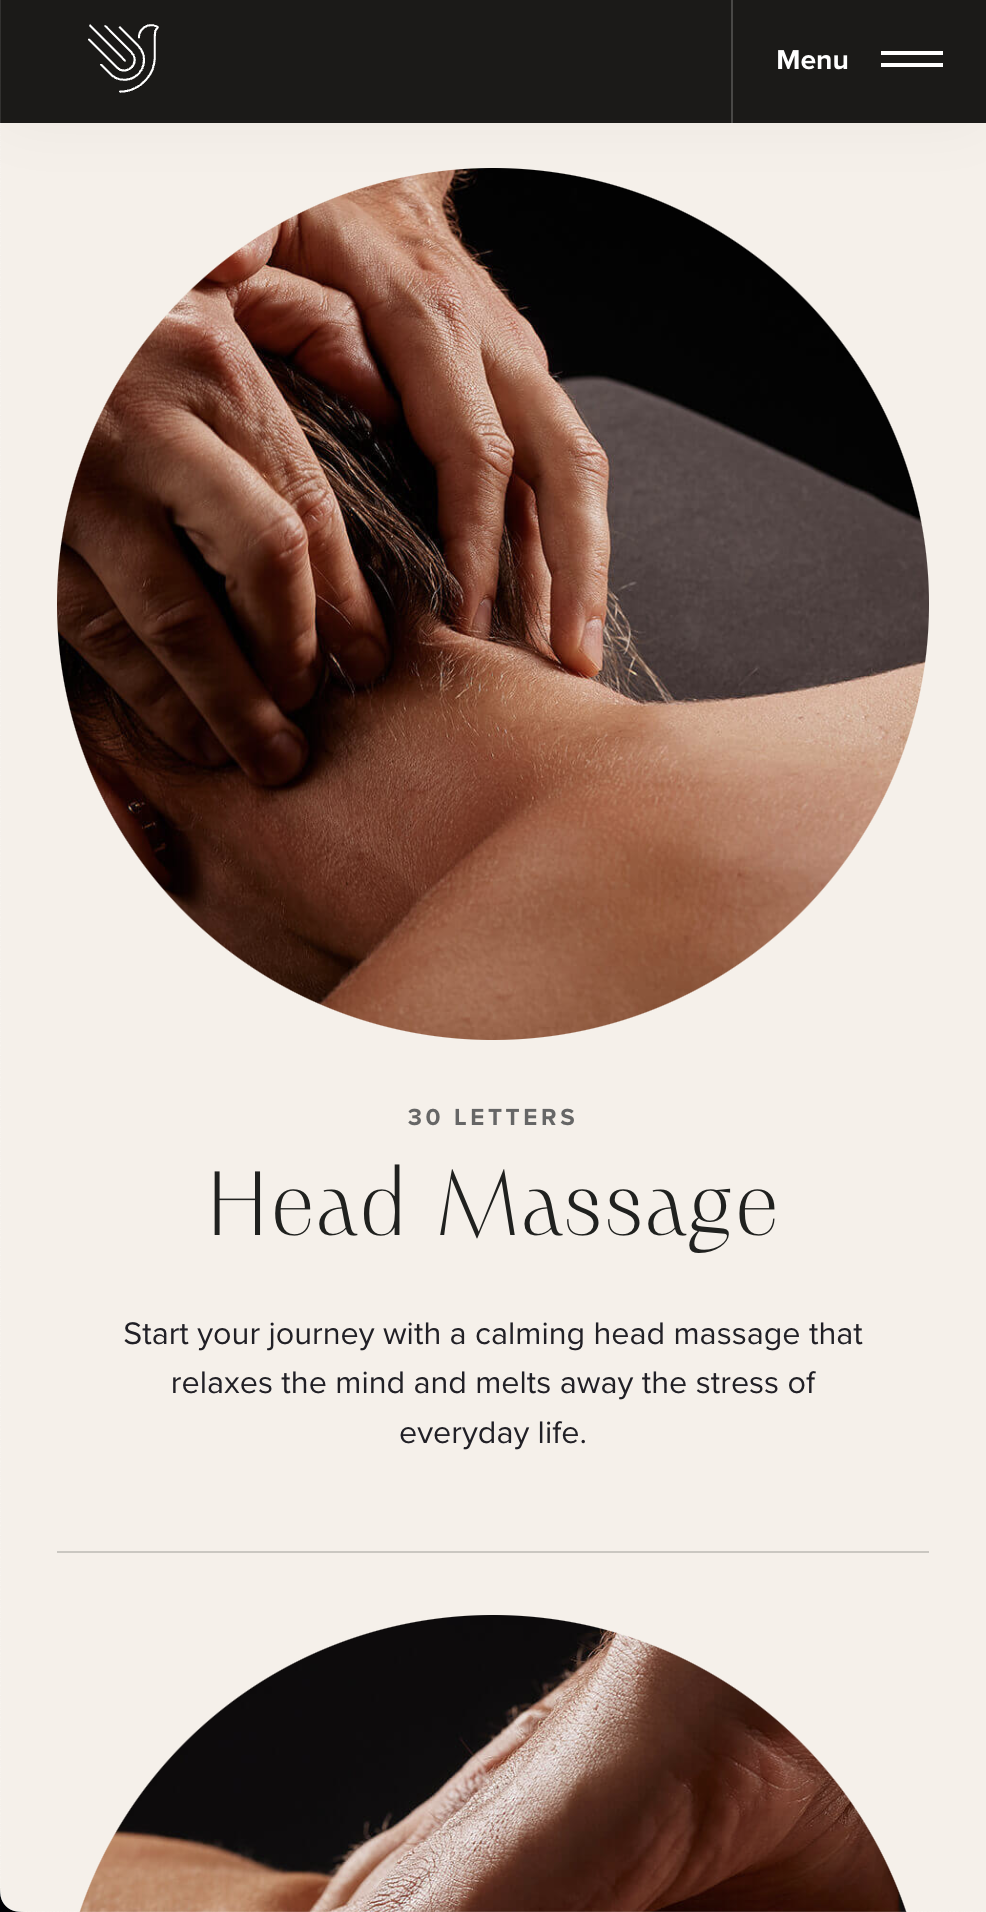 Menu
30 LETTERS
Head Massage
Start your journey with a calming head massage that
relaxes the mind and melts away the stress of
everyday life.